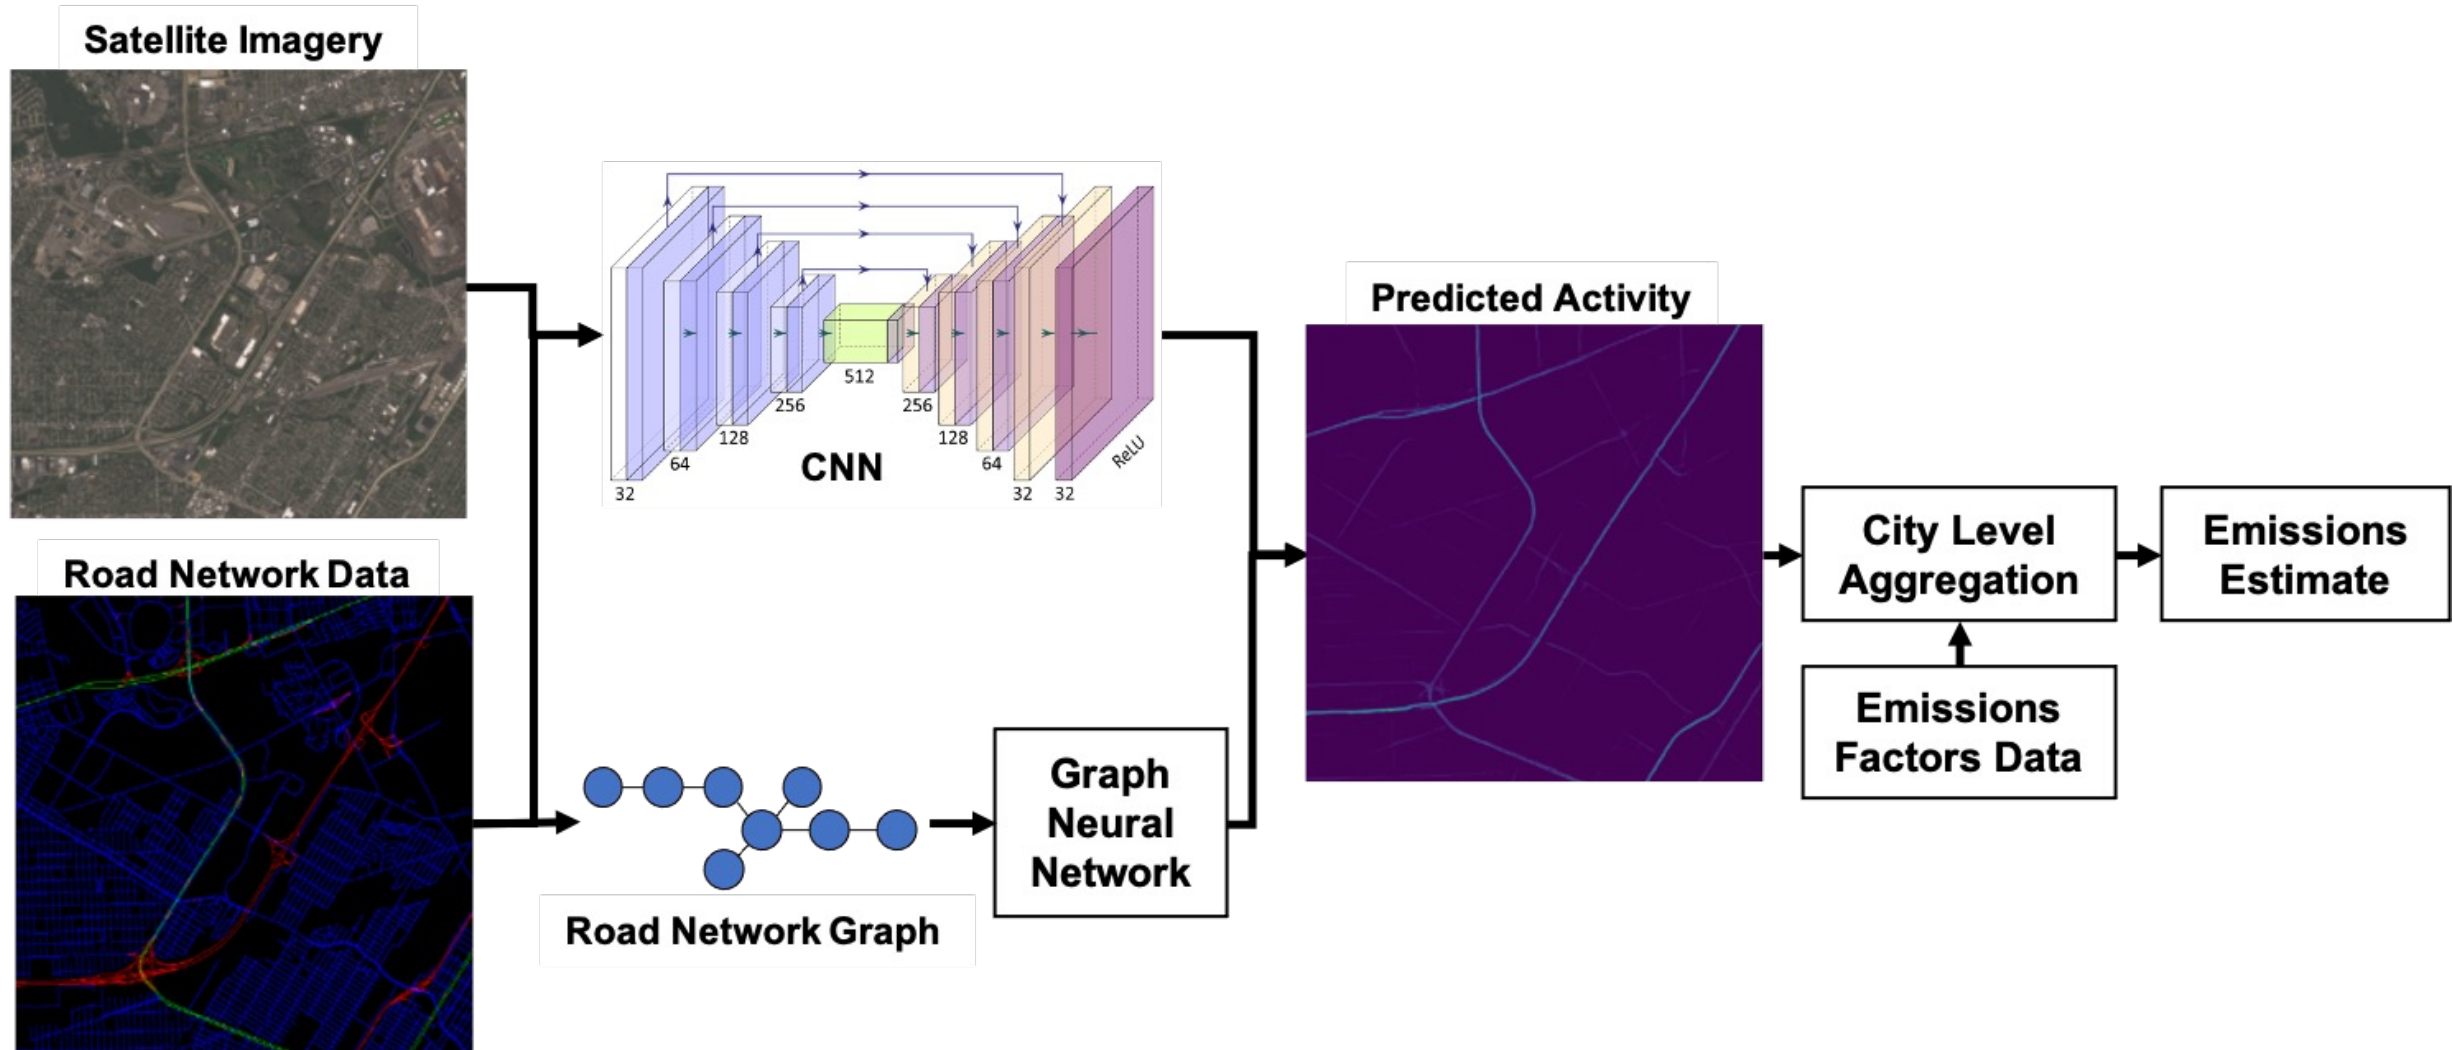 Satellite Imagery
32
64
128
256
512
256
128
64
32
32
ReLU
CNN
Road Network Data
Road Network Graph
Graph
Neural
Network
Predicted Activity
City Level
Aggregation
Emissions
Factors Data
Emissions
Estimate